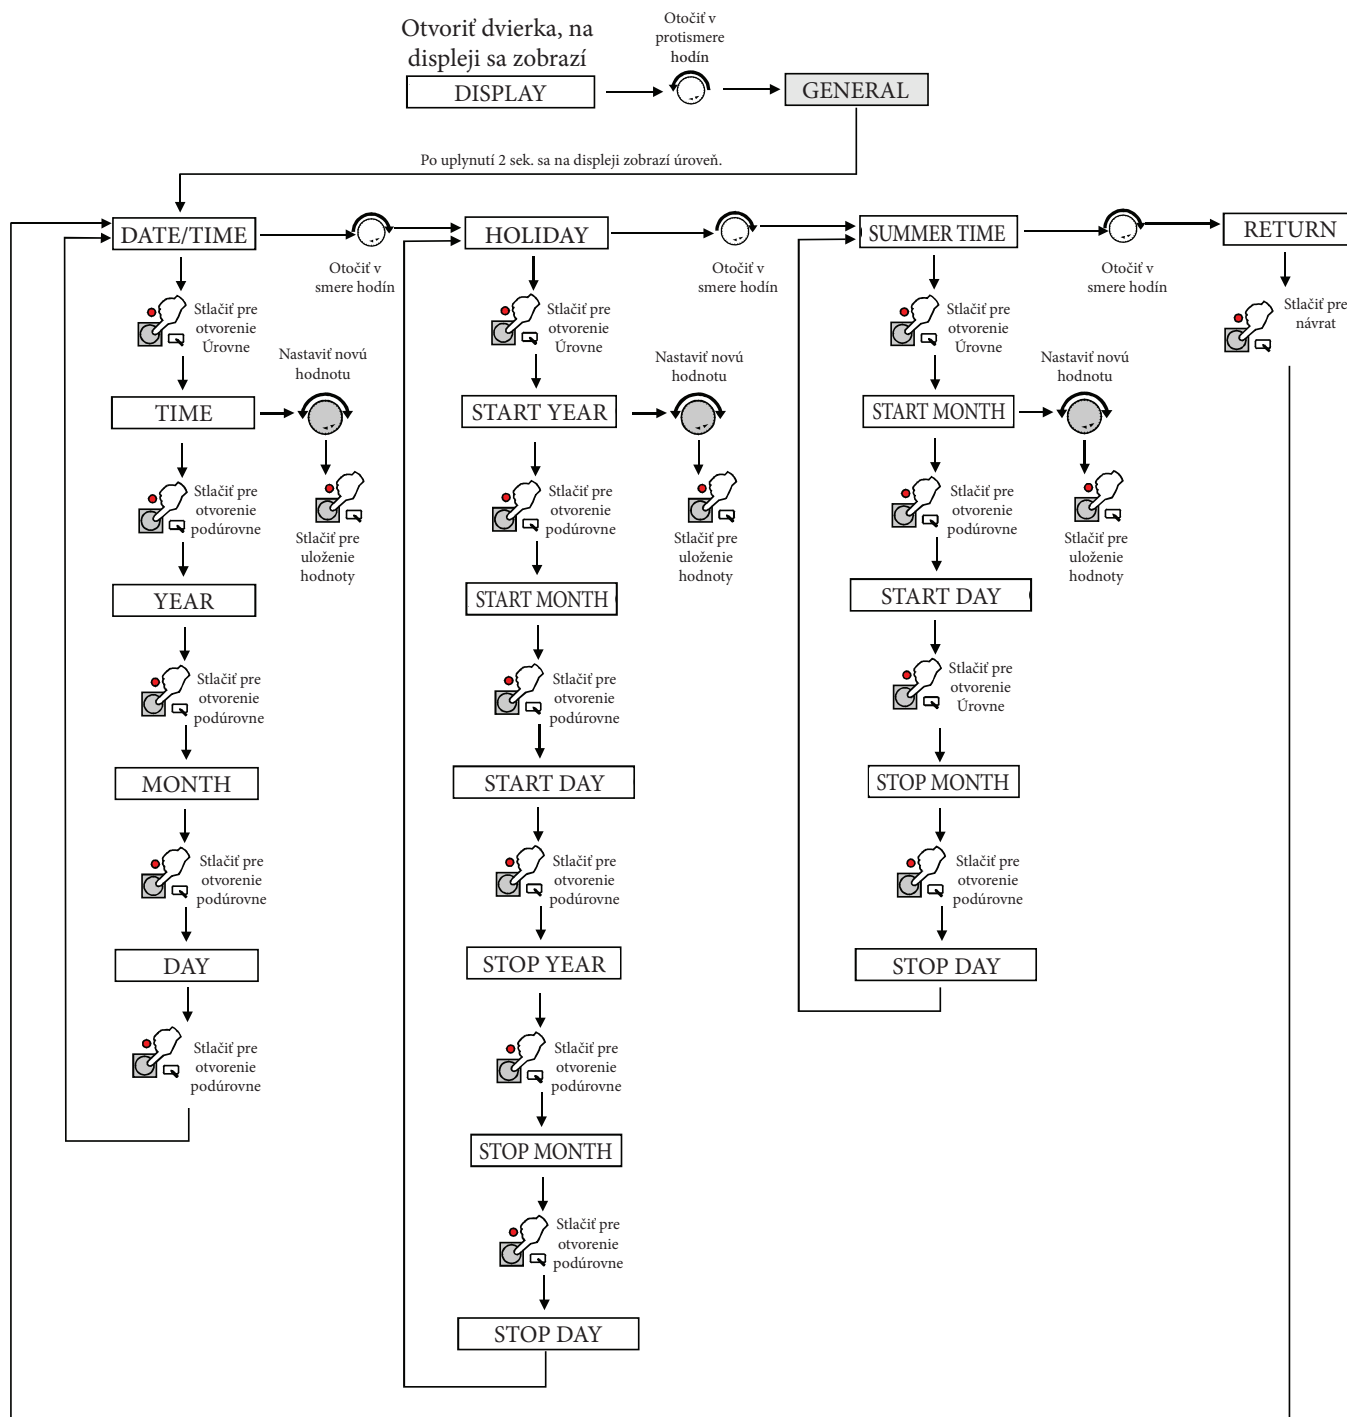 Otvoriť dvierka, na
displeji sa zobrazí
DISPLAY
Otočiť v
protismere
hodín
GENERAL
Po uplynutí 2 sek. sa na displeji zobrazí úroveň.
DATE/TIME
Otočiť v
smere hodín
HOLIDAY
Otočiť v
smere hodín
SUMMER TIME
Otočiť v
smere hodín
RETURN
Stlačiť pre
otvorenie
Úrovne
TIME
Nastaviť novú
hodnotu
Stlačiť pre
uloženie
hodnoty
Stlačiť pre
otvorenie
podúrovne
YEAR
Stlačiť pre
otvorenie
podúrovne
MONTH
Stlačiť pre
otvorenie
podúrovne
DAY
Stlačiť pre
otvorenie
podúrovne
Stlačiť pre
otvorenie
Úrovne
START YEAR
Nastaviť novú
hodnotu
Stlačiť pre
uloženie
hodnoty
Stlačiť pre
otvorenie
podúrovne
START MONTH
Stlačiť pre
otvorenie
podúrovne
START DAY
Stlačiť pre
otvorenie
podúrovne
STOP YEAR
Stlačiť pre
otvorenie
podúrovne
STOP MONTH
Stlačiť pre
otvorenie
podúrovne
STOP DAY
Stlačiť pre
otvorenie
Úrovne
START MONTH
Nastaviť novú
hodnotu
Stlačiť pre
uloženie
hodnoty
Stlačiť pre
otvorenie
podúrovne
START DAY
Stlačiť pre
otvorenie
Úrovne
STOP MONTH
Stlačiť pre
otvorenie
podúrovne
STOP DAY
Stlačiť pre
návrat